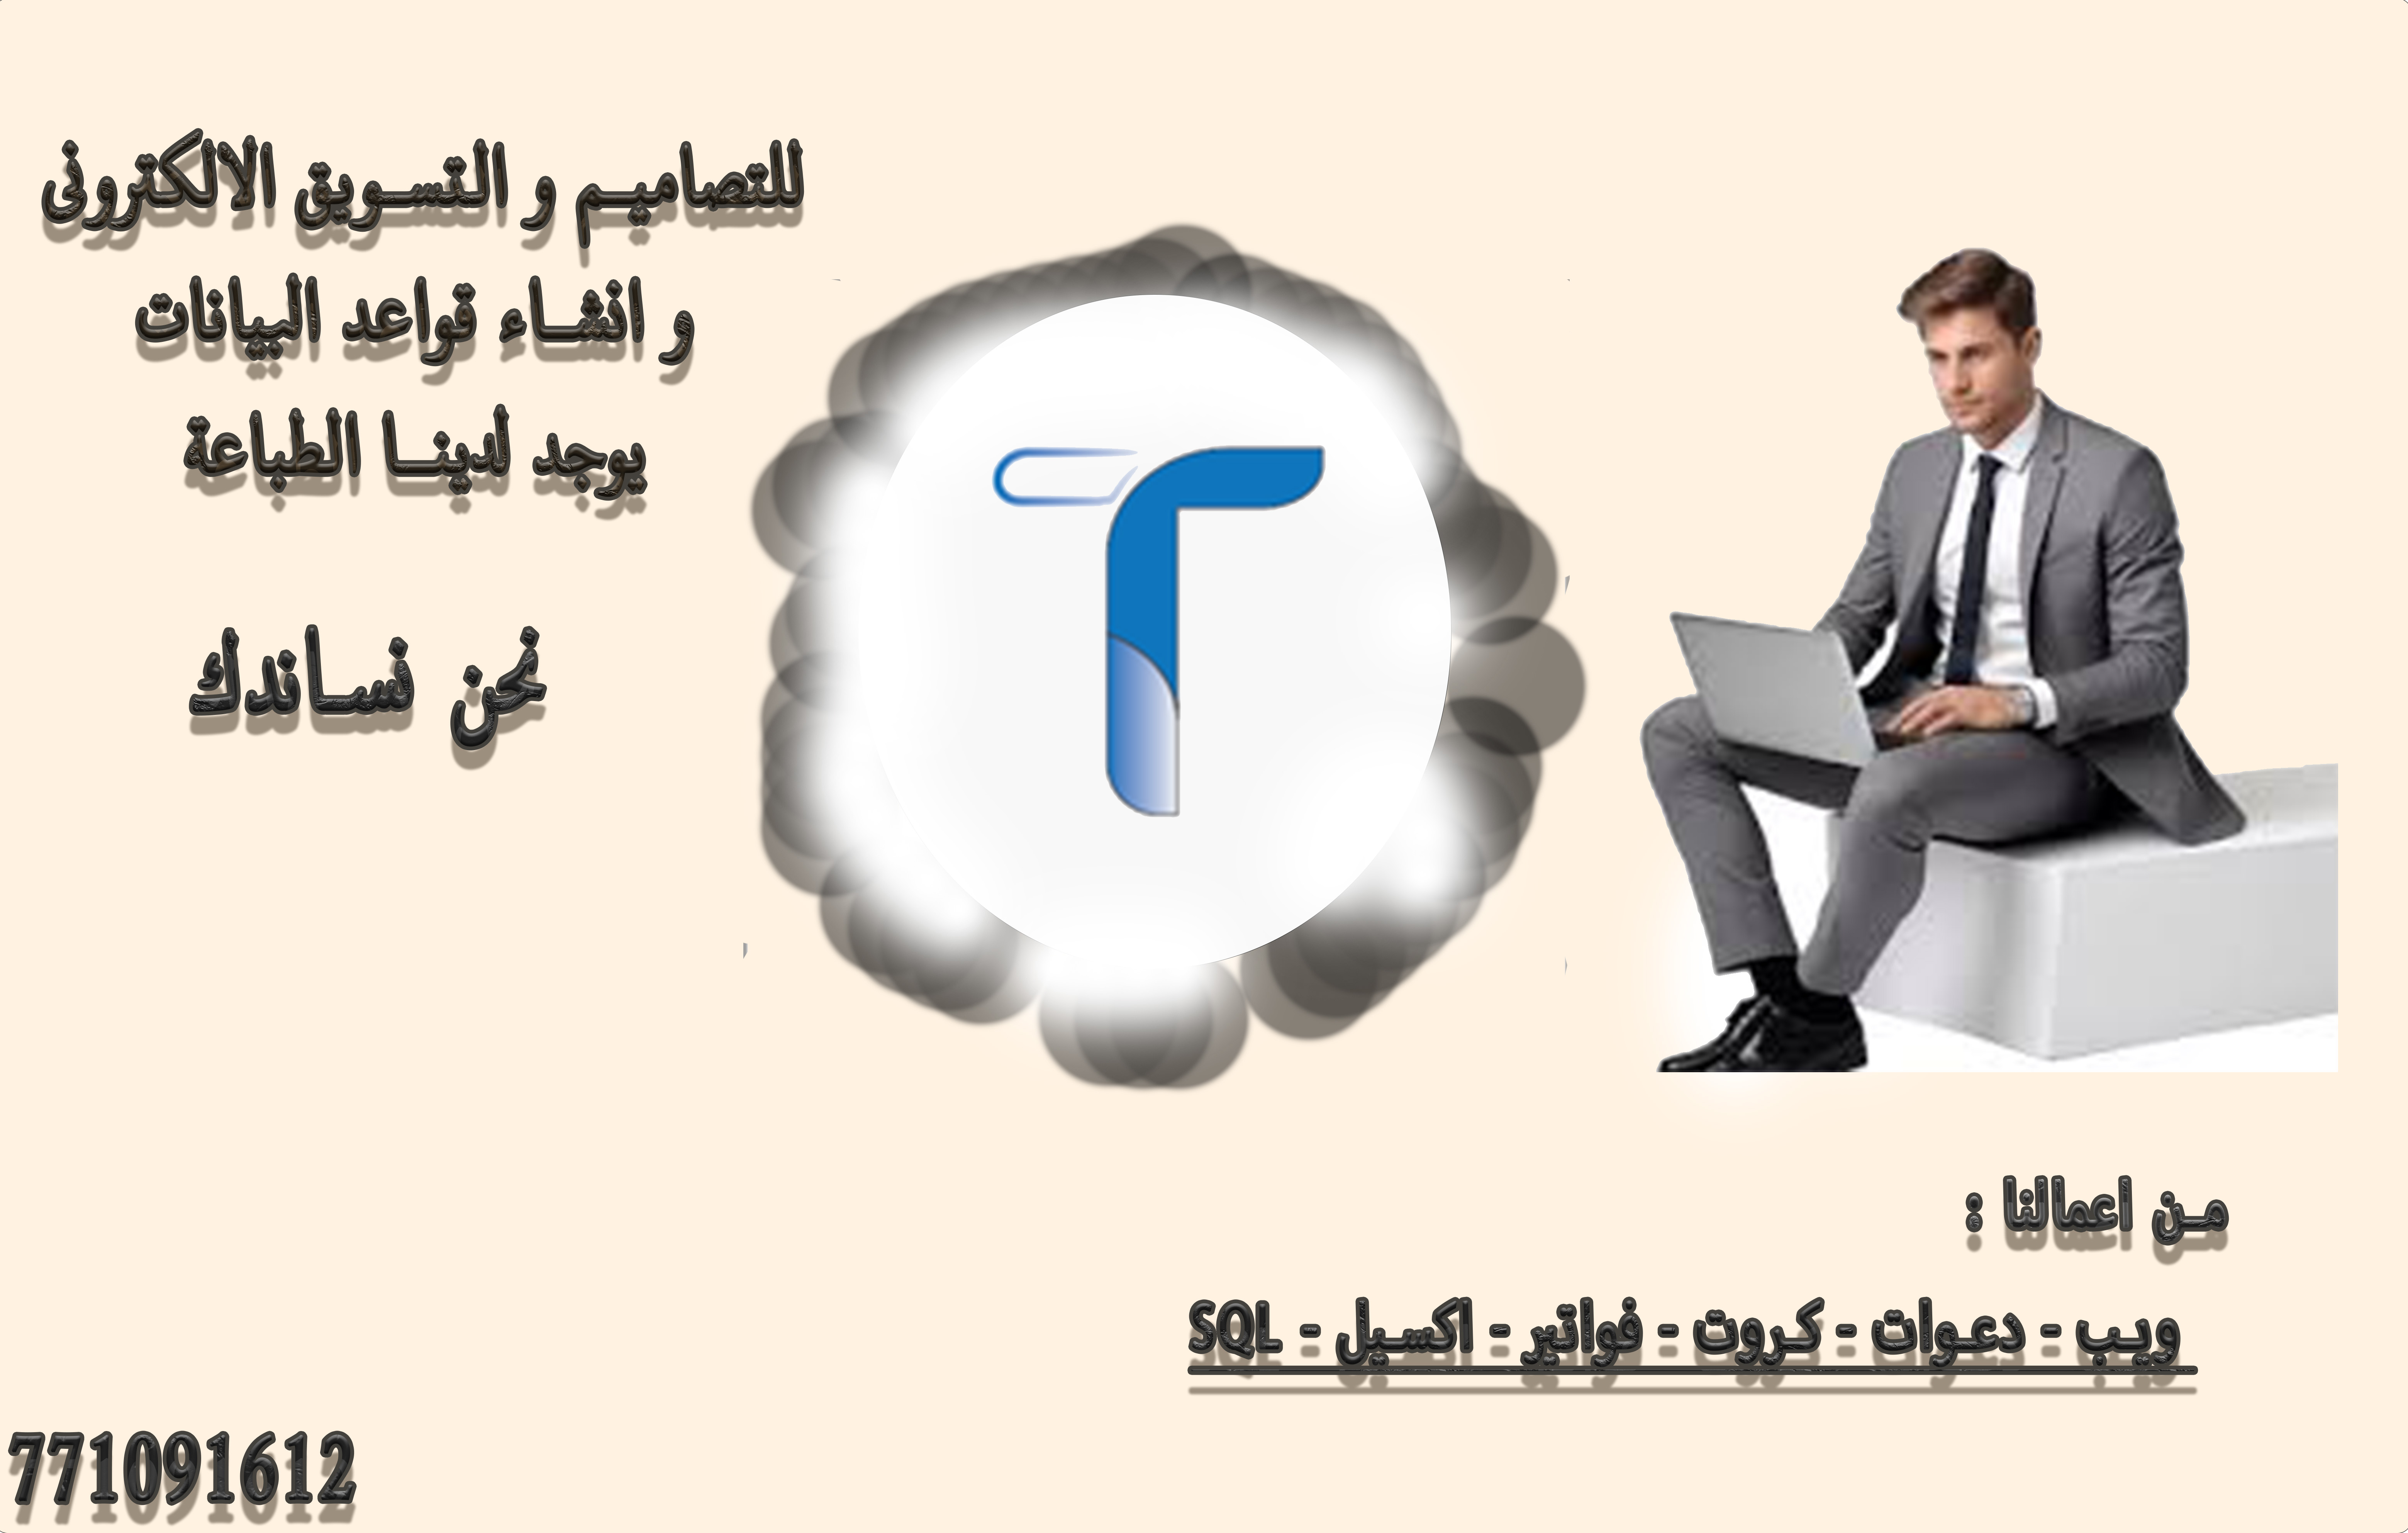 للتصاميم و التسويق الالكترونى
و انشاء قواعد البيانات
يوجد لدينا الطباعة
نحن نساندك
من اعمالنا :
ويب - دعوات - كروت - فواتير - اكسيل - SQL
771091612